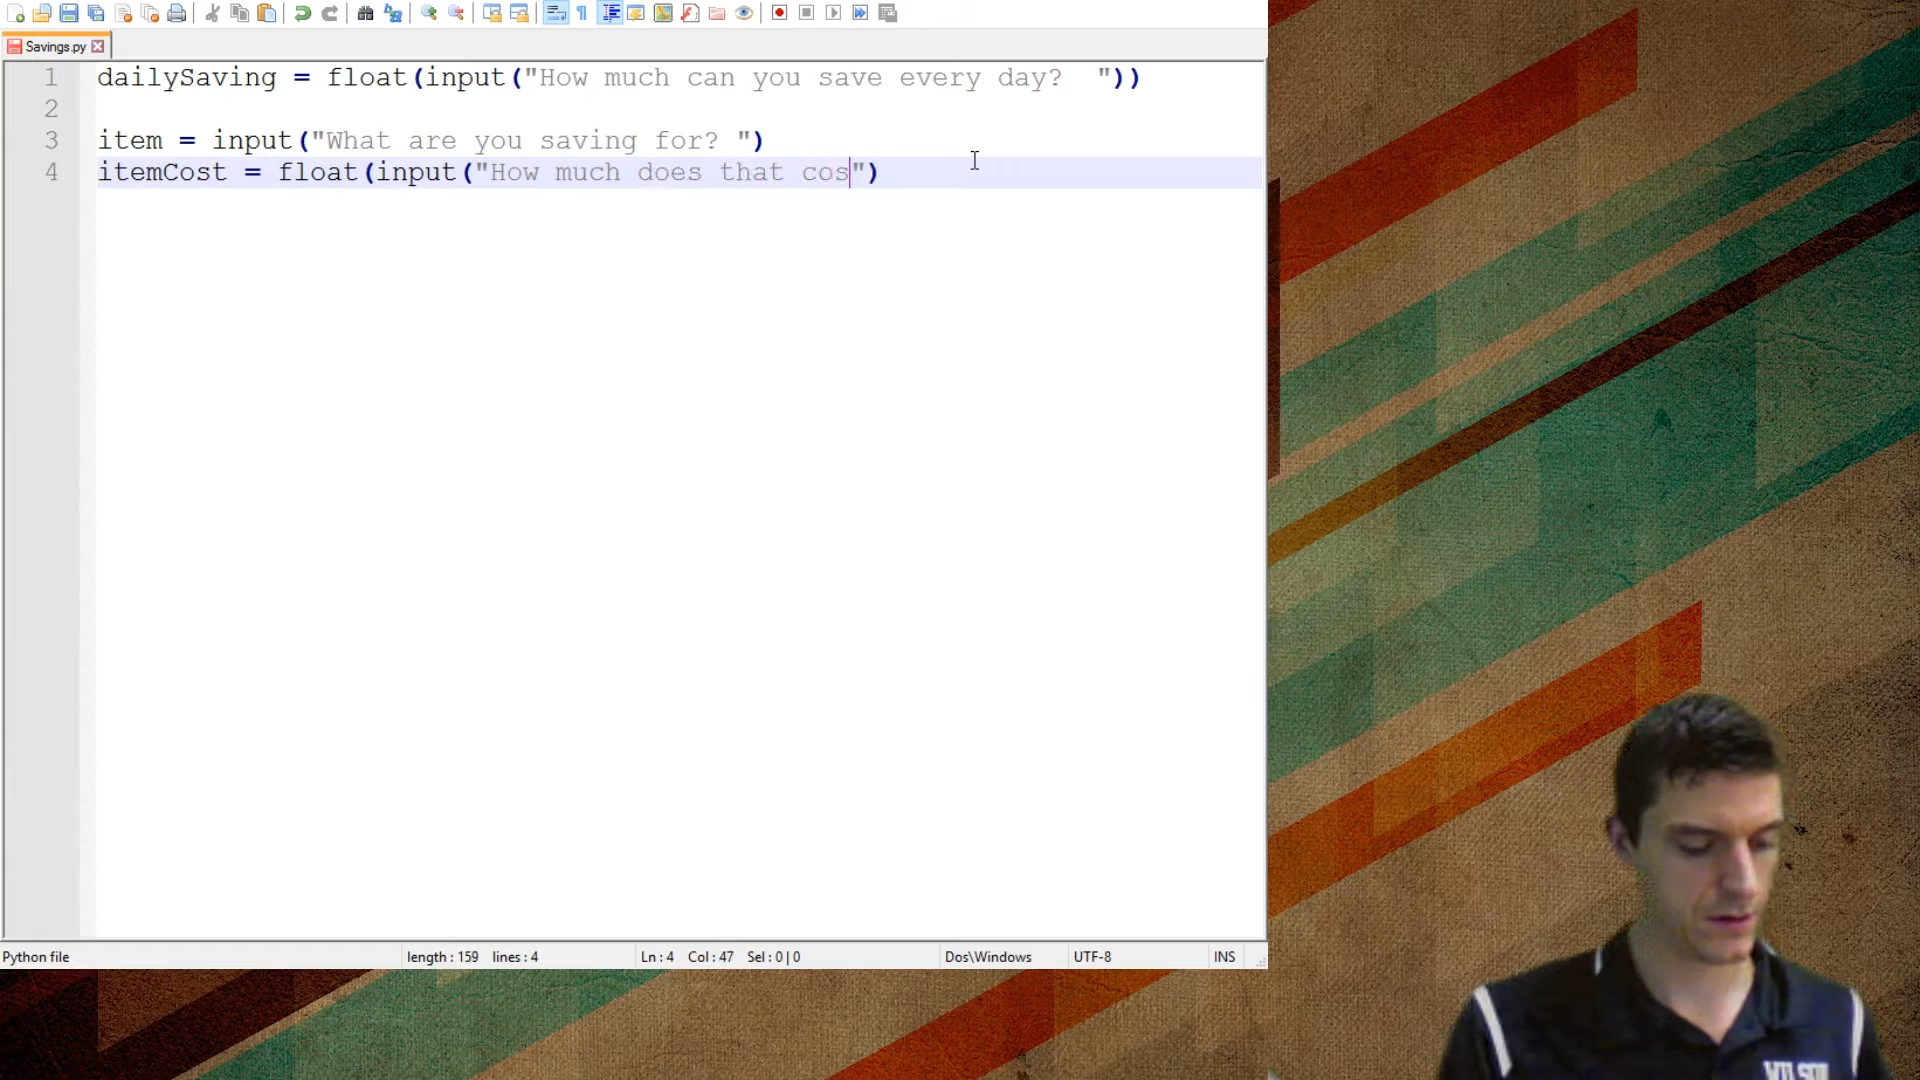 Savings.py
1 dailySaving = float(input("How much can you save every day?  "))
2
3 item = input("What are you saving for? ")
4 itemCost = float(input("How much does that cos")
Python file length : 159 lines : 4 Ln : 4 Col : 47 Sel : 0 | 0 Dos\Windows UTF-8 INS